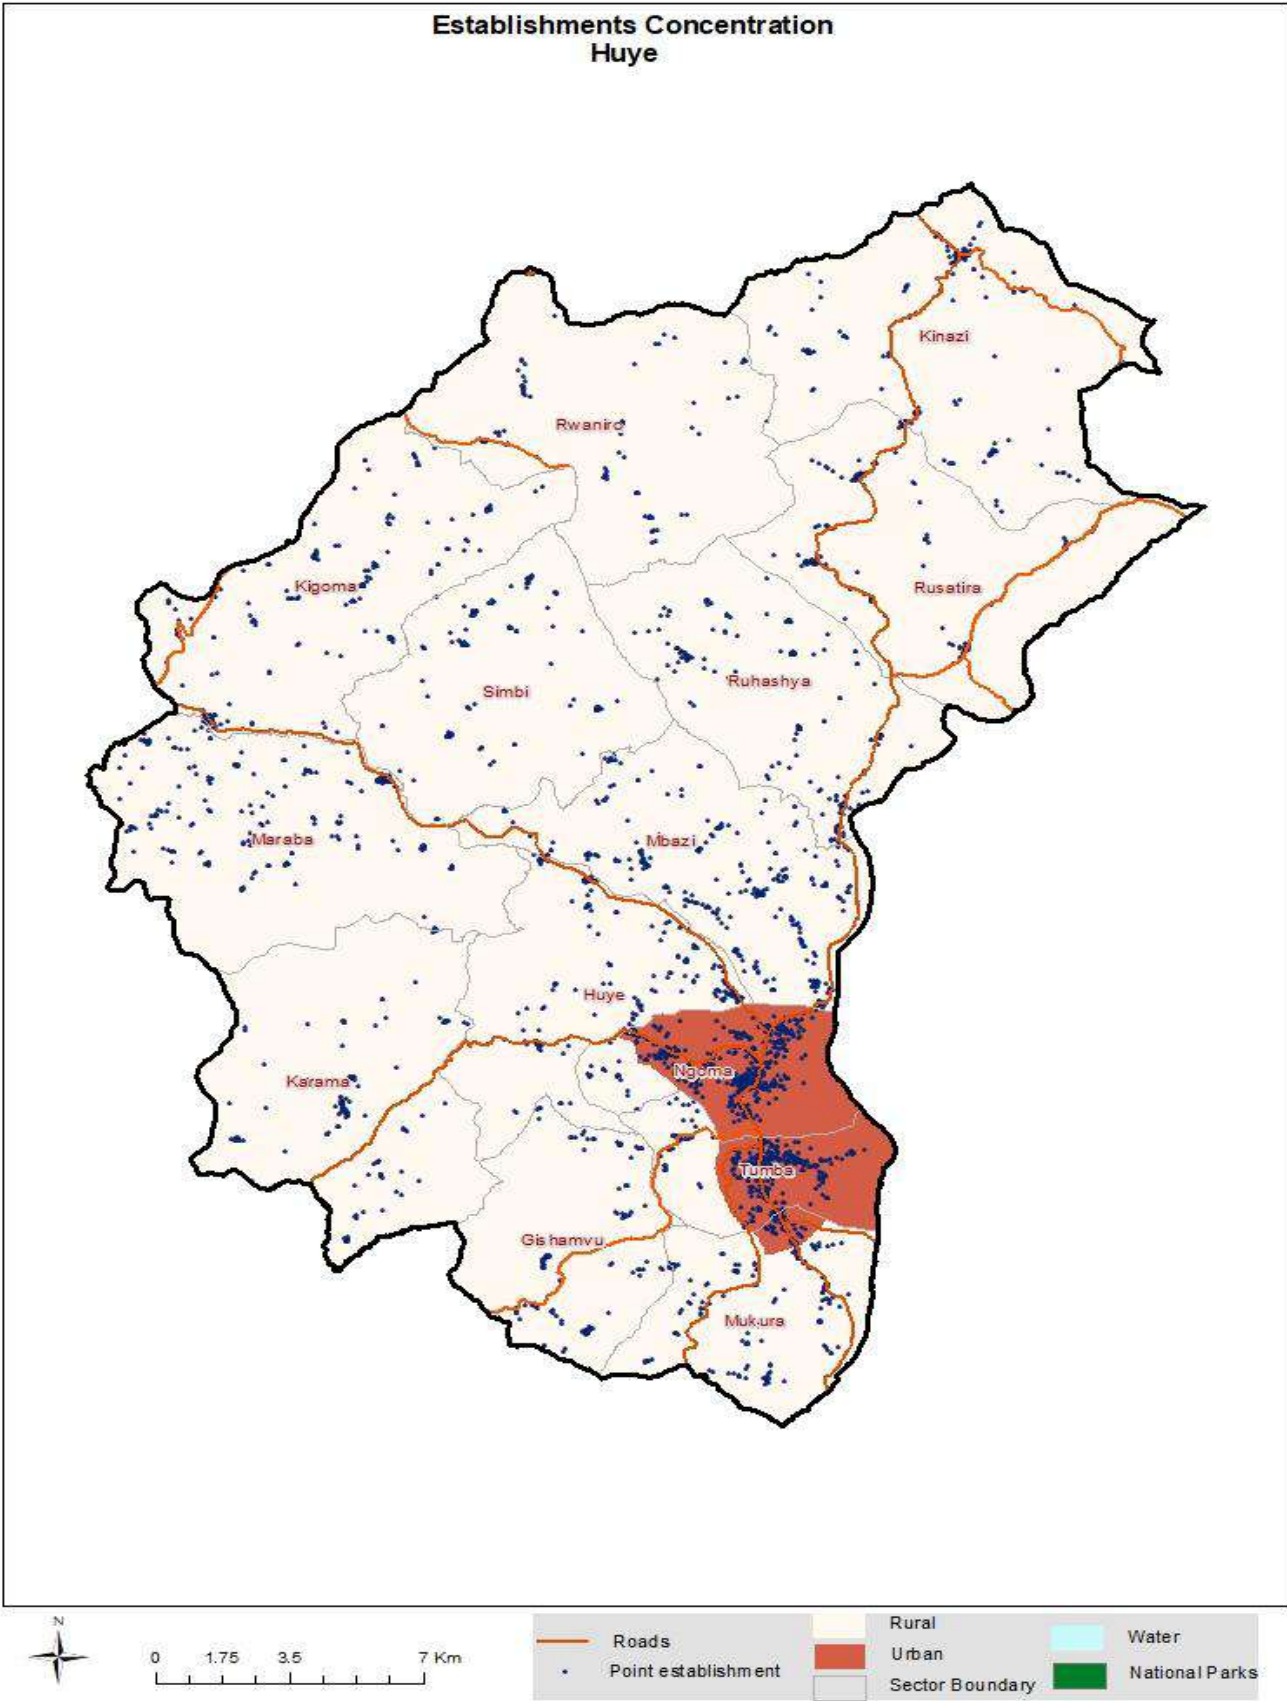 Establishments Concentration
Huye
Kinazi
Rwaniro
Kigoma
Rusatira
Simbi
Ruhashya
Maraba
Mbazi
Huye
Ngoma
Karama
Tumba
Gishamvu
Mukura
N
0 1.75 3.5 7 Km
Roads
Point establishment
Rural
Urban
Sector Boundary
Water
National Parks